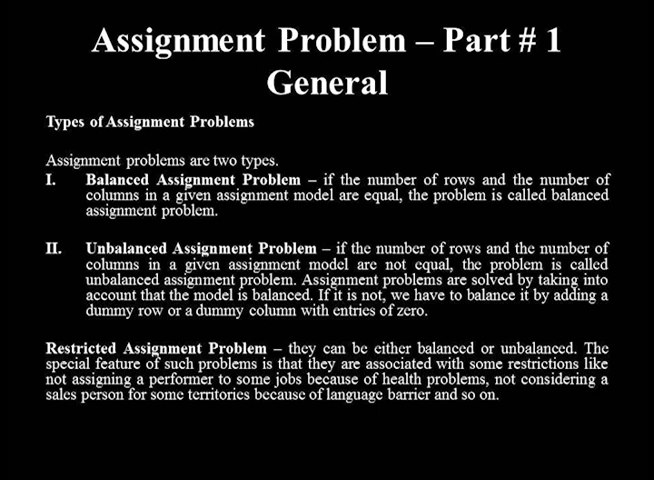 Assignment Problem – Part # 1
General
Types of Assignment Problems
Assignment problems are two types.
I. Balanced Assignment Problem – if the number of rows and the number of
columns in a given assignment model are equal, the problem is called balanced
assignment problem.
II. Unbalanced Assignment Problem – if the number of rows and the number of
columns in a given assignment model are not equal, the problem is called
unbalanced assignment problem. Assignment problems are solved by taking into
account that the model is balanced. If it is not, we have to balance it by adding a
dummy row or a dummy column with entries of zero.
Restricted Assignment Problem – they can be either balanced or unbalanced. The
special feature of such problems is that they are associated with some restrictions like
not assigning a performer to some jobs because of health problems, not considering a
sales person for some territories because of language barrier and so on.